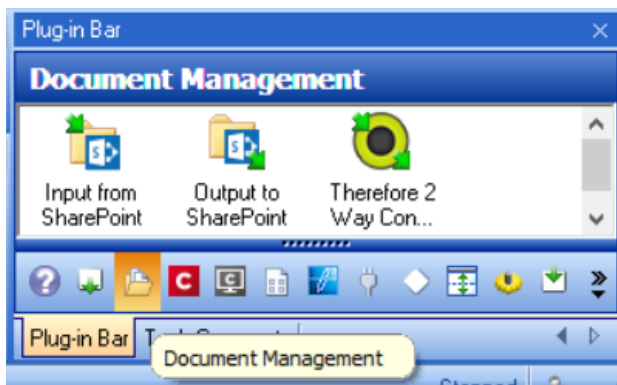 Plug-in Bar
Document Management
Input from
SharePoint
Output to
SharePoint
Therefore 2
Way Con...
Plug-in Bar
Document Management